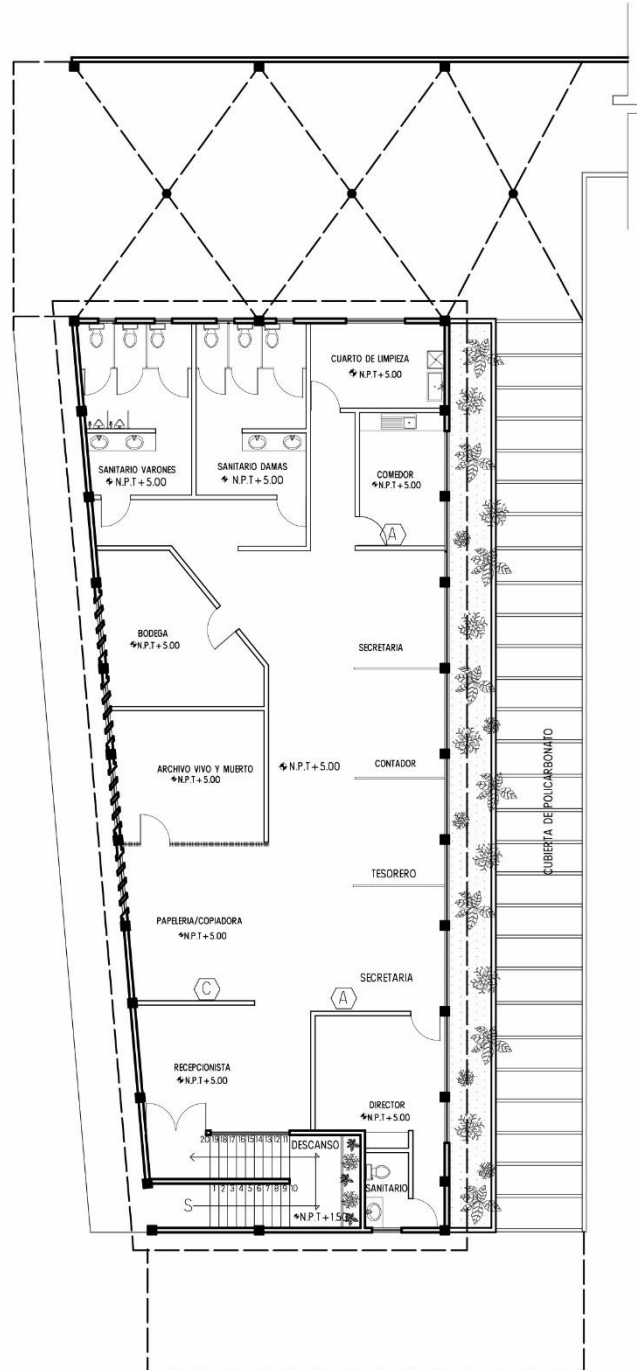 CUARTO DE LIMPIEZA
N.P.T+5.00
SANITARIO VARONES
N.P.T+5.00
SANITARIO DAMAS
N.P.T+5.00
COMEDOR
N.P.T+5.00
A
BODEGA
N.P.T+5.00
SECRETARIA
ARCHIVO VIVO Y MUERTO
N.P.T+5.00
N.P.T+5.00
CONTADOR
CUBIERTA DE POLICARBONATO
TESORERO
PAPELERIA/COPIADORA
N.P.T+5.00
SECRETARIA
C
A
RECEPCIONISTA
N.P.T+5.00
DIRECTOR
N.P.T+5.00
20 19 18 17 16 15 14 13 12 11
DESCANSO
1 2 3 4 5 6 7 8 9 10
SANITARIO
S
N.P.T+1.50